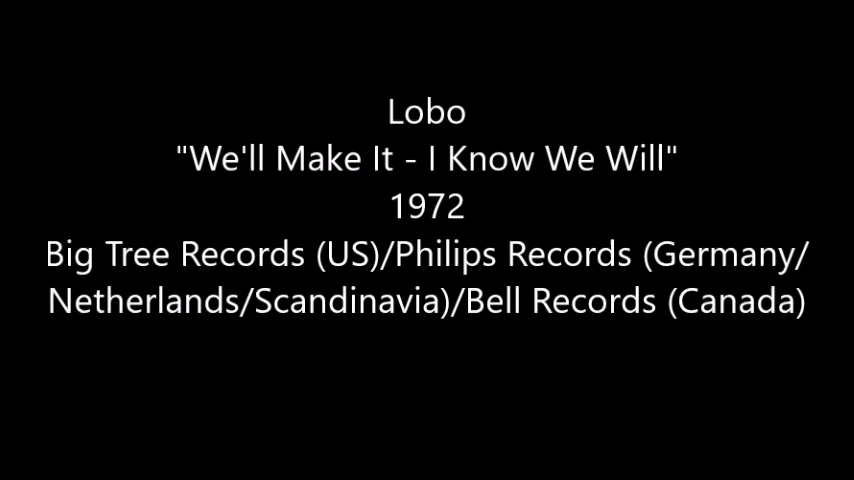 Lobo
"We'll Make It - I Know We Will"
1972
Big Tree Records (US)/Philips Records (Germany/
Netherlands/Scandinavia)/Bell Records (Canada)